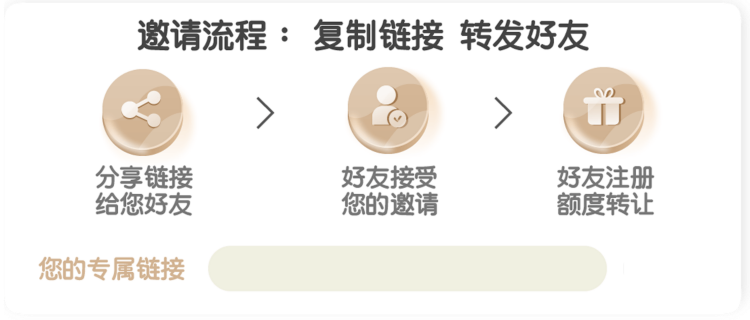 邀请流程：复制链接 转发好友
分享链接
给您好友
好友接受
您的邀请
好友注册
额度转让
您的专属链接